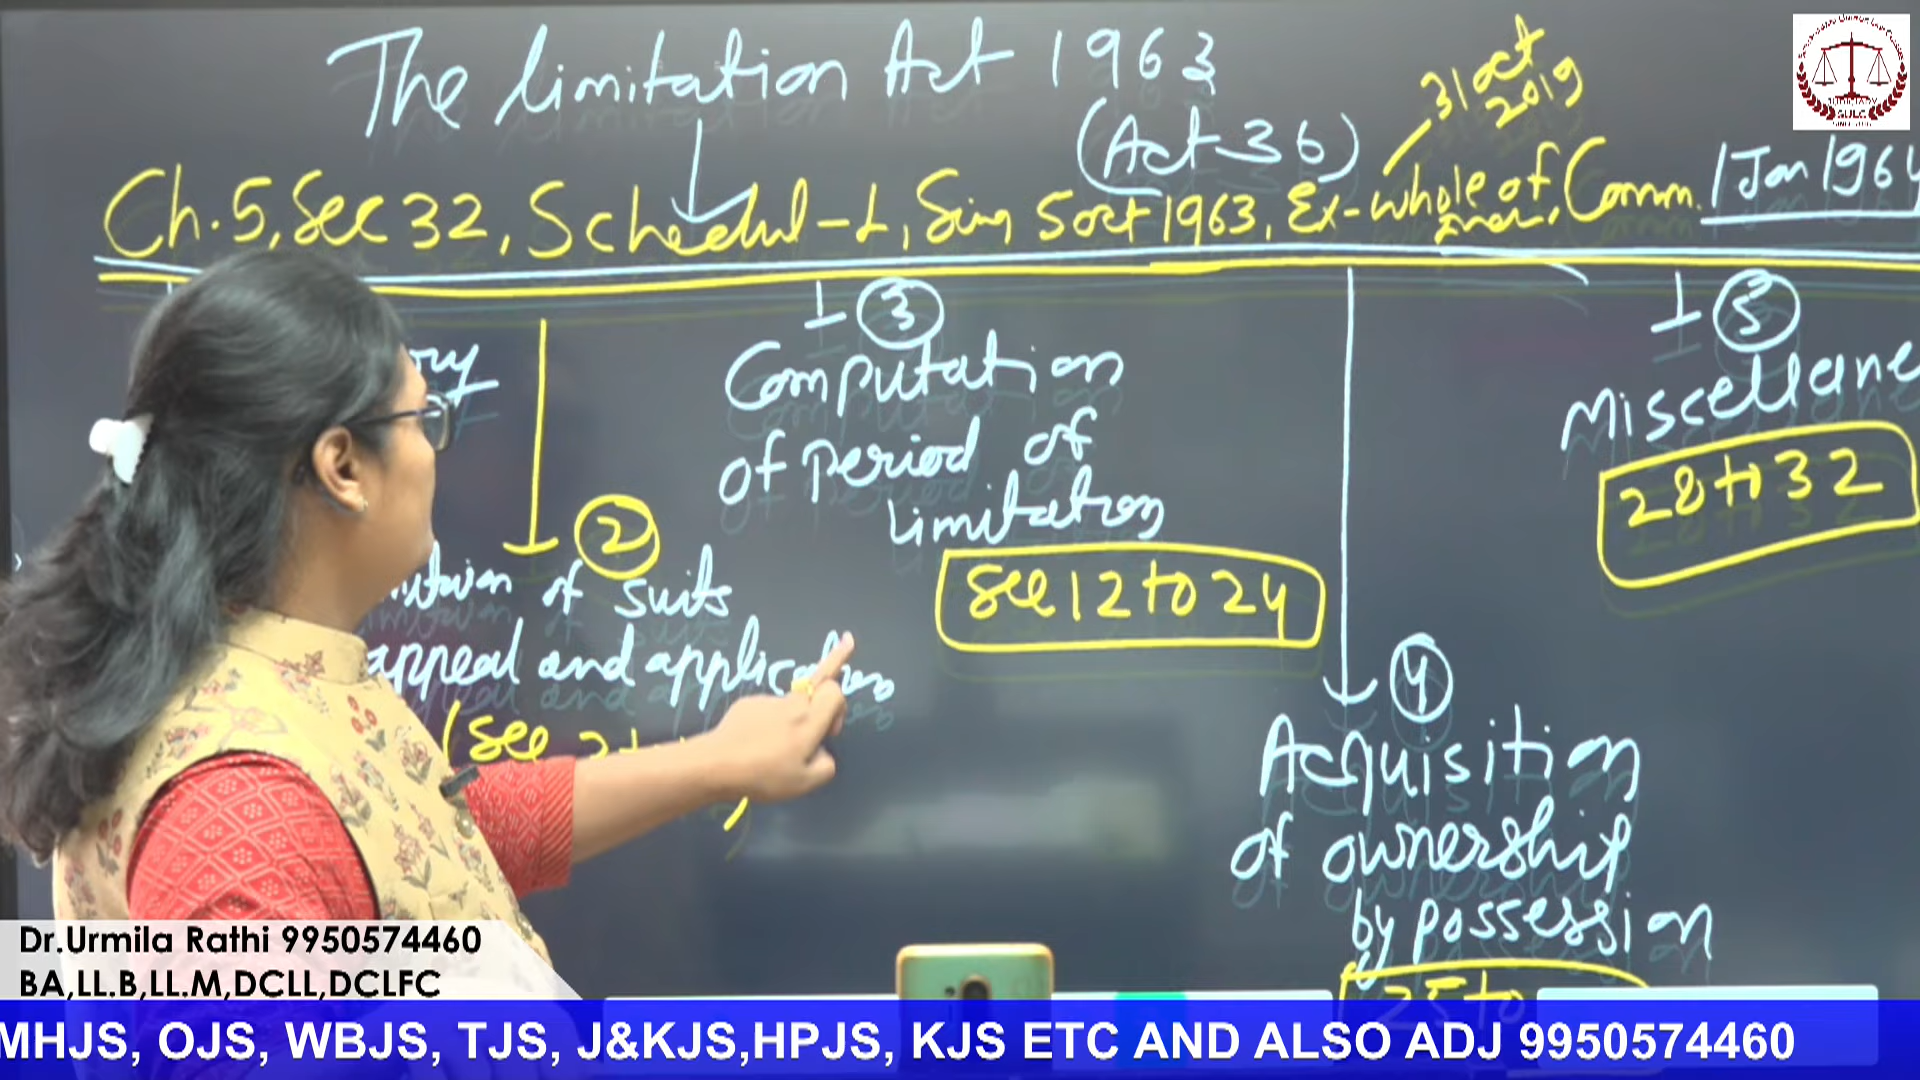 The Limitation Act 1963
(Act 36)
31 Oct
2019
Ch.5, Sec 32, Schedul-1, Sing 5 oct 1963, Ex-whole of Comm. 1 Jan 1964
3
5
Computation
of period of
Limitation
Miscellane
28 to 32
2
of suits
appeal and
see 12 to 24
4
Acquisition
of ownership
by possession
25 to
Dr.Urmila Rathi 9950574460
BA,LL.B,LL.M,DCLL,DCLFC
MHJS, OJS, WBJS, TJS, J&KJS,HPJS, KJS ETC AND ALSO ADJ 9950574460